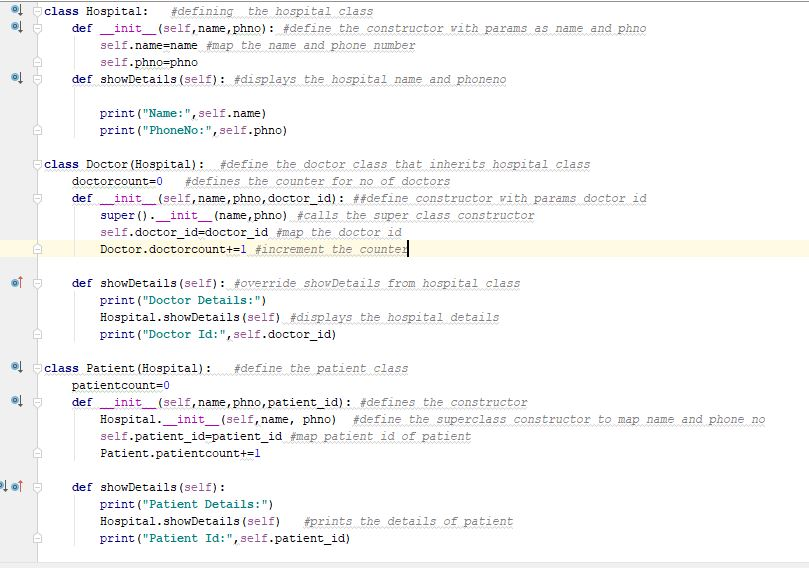 class Hospital:   #defining  the hospital class
    def __init__(self,name,phno): #define the constructor with params as name and phno
        self.name=name #map the name and phone number
        self.phno=phno
    def showDetails(self): #displays the hospital name and phoneno
        print("Name:",self.name)
        print("PhoneNo:",self.phno)
class Doctor(Hospital):  #define the doctor class that inherits hospital class
    doctorcount=0   #defines the counter for no of doctors
    def __init__(self,name,phno,doctor_id): ##define constructor with params doctor id
        super().__init__(name,phno) #calls the super class constructor
        self.doctor_id=doctor_id #map the doctor id
        Doctor.doctorcount+=1 #increment the counter
    def showDetails(self): #override shovDetails from hospital class
        print("Doctor Details:")
        Hospital.showDetails(self) #displays the hospital details
        print("Doctor Id:",self.doctor_id)
class Patient(Hospital):   #define the patient class
    patientcount=0
    def __init__(self,name,phno,patient_id): #defines the constructor
        Hospital.__init__(self,name, phno)  #define the superclass constructor to map name and phone no
        self.patient_id=patient_id #map patient id of patient
        Patient.patientcount+=1
    def showDetails(self):
        print("Patient Details:")
        Hospital.showDetails(self)   #prints the details of patient
        print("Patient Id:",self.patient_id)